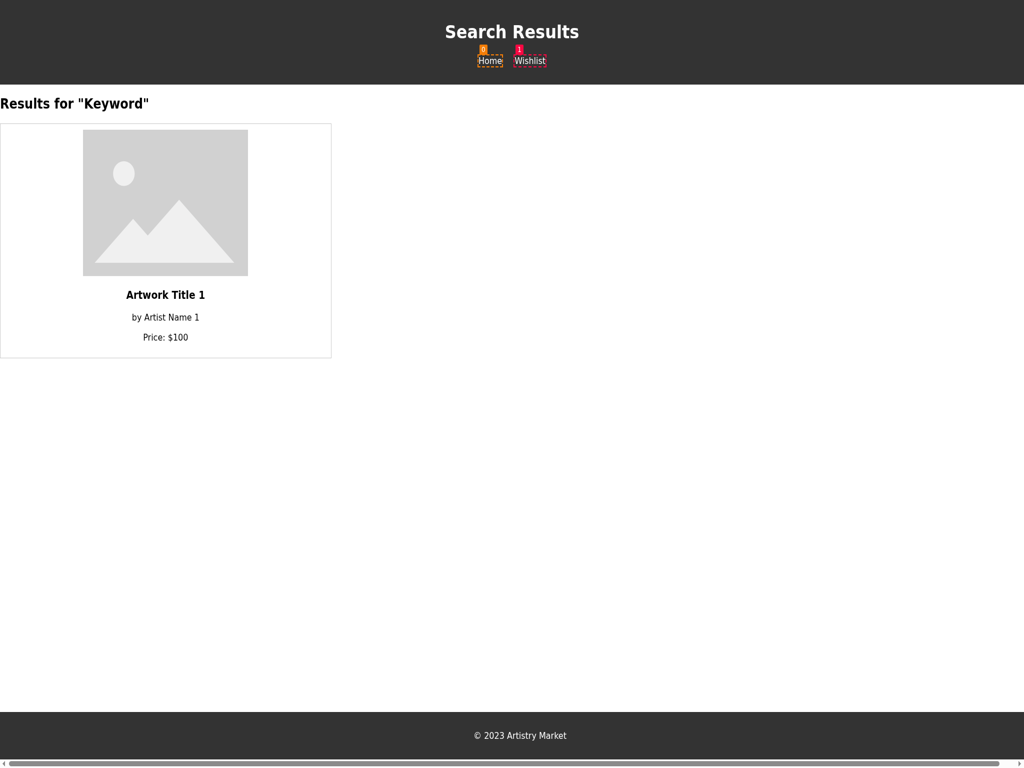 Search Results
0 1
Home Wishlist
Results for "Keyword"
Artwork Title 1
by Artist Name 1
Price: $100
© 2023 Artistry Market